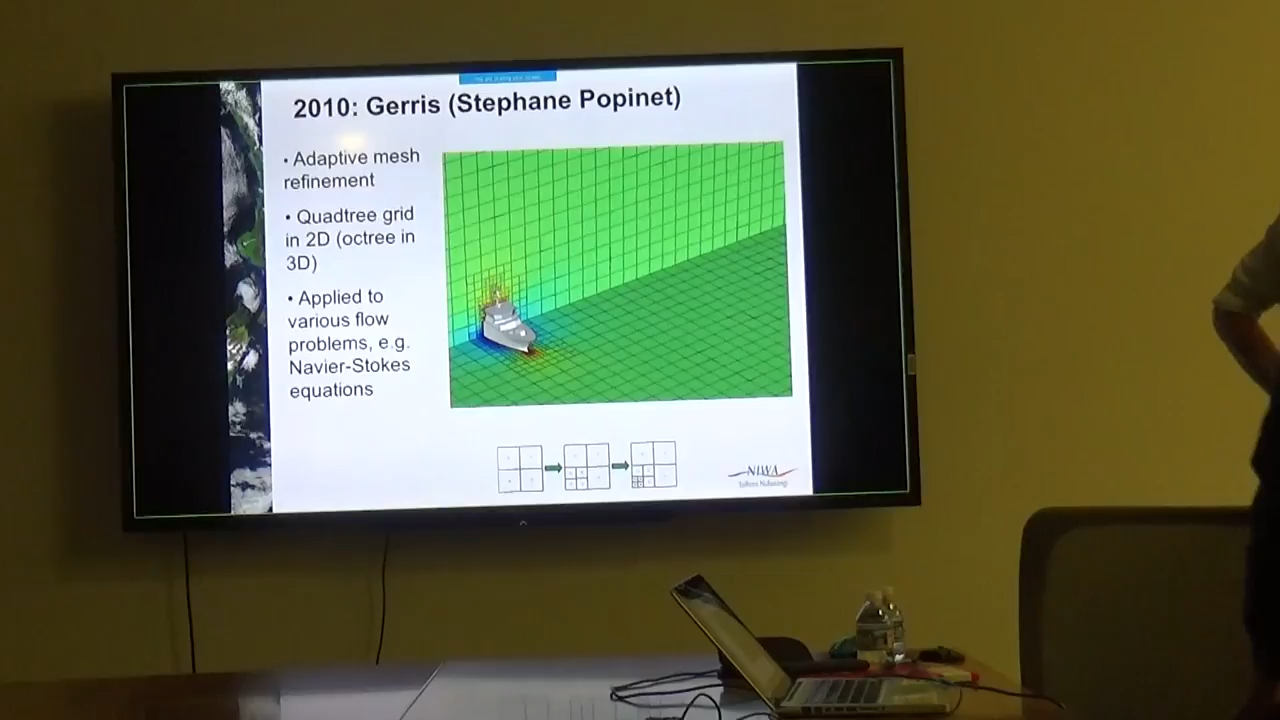 2010: Gerris (Stephane Popinet)
• Adaptive mesh
refinement
• Quadtree grid
in 2D (octree in
3D)
• Applied to
various flow
problems, e.g.
Navier-Stokes
equations
NIWA